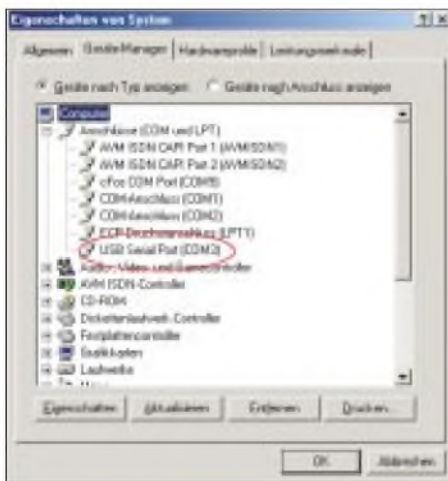 Eigenschaften von System
Allgemein Geräte-Manager Hardwareprofile Leistungsmerkmale
Geräte nach Typ anzeigen Geräte nach Anschluss anzeigen
Computer
Anschlüsse (COM und LPT)
AVM ISDN CAPI Port 1 (AVMISDN1)
AVM ISDN CAPI Port 2 (AVMISDN2)
cFos COM Port (COM9)
COM-Anschluss (COM1)
COM-Anschluss (COM2)
ECP-Druckeranschluss (LPT1)
USB Serial Port (COM3)
Audio-, Video- und Gamecontroller
AVM ISDN-Controller
CD-ROM
Diskettenlaufwerk-Controller
Festplattencontroller
Grafikkarten
Laufwerke
Eigenschaften Aktualisieren Entfernen Drucken...
OK Abbrechen